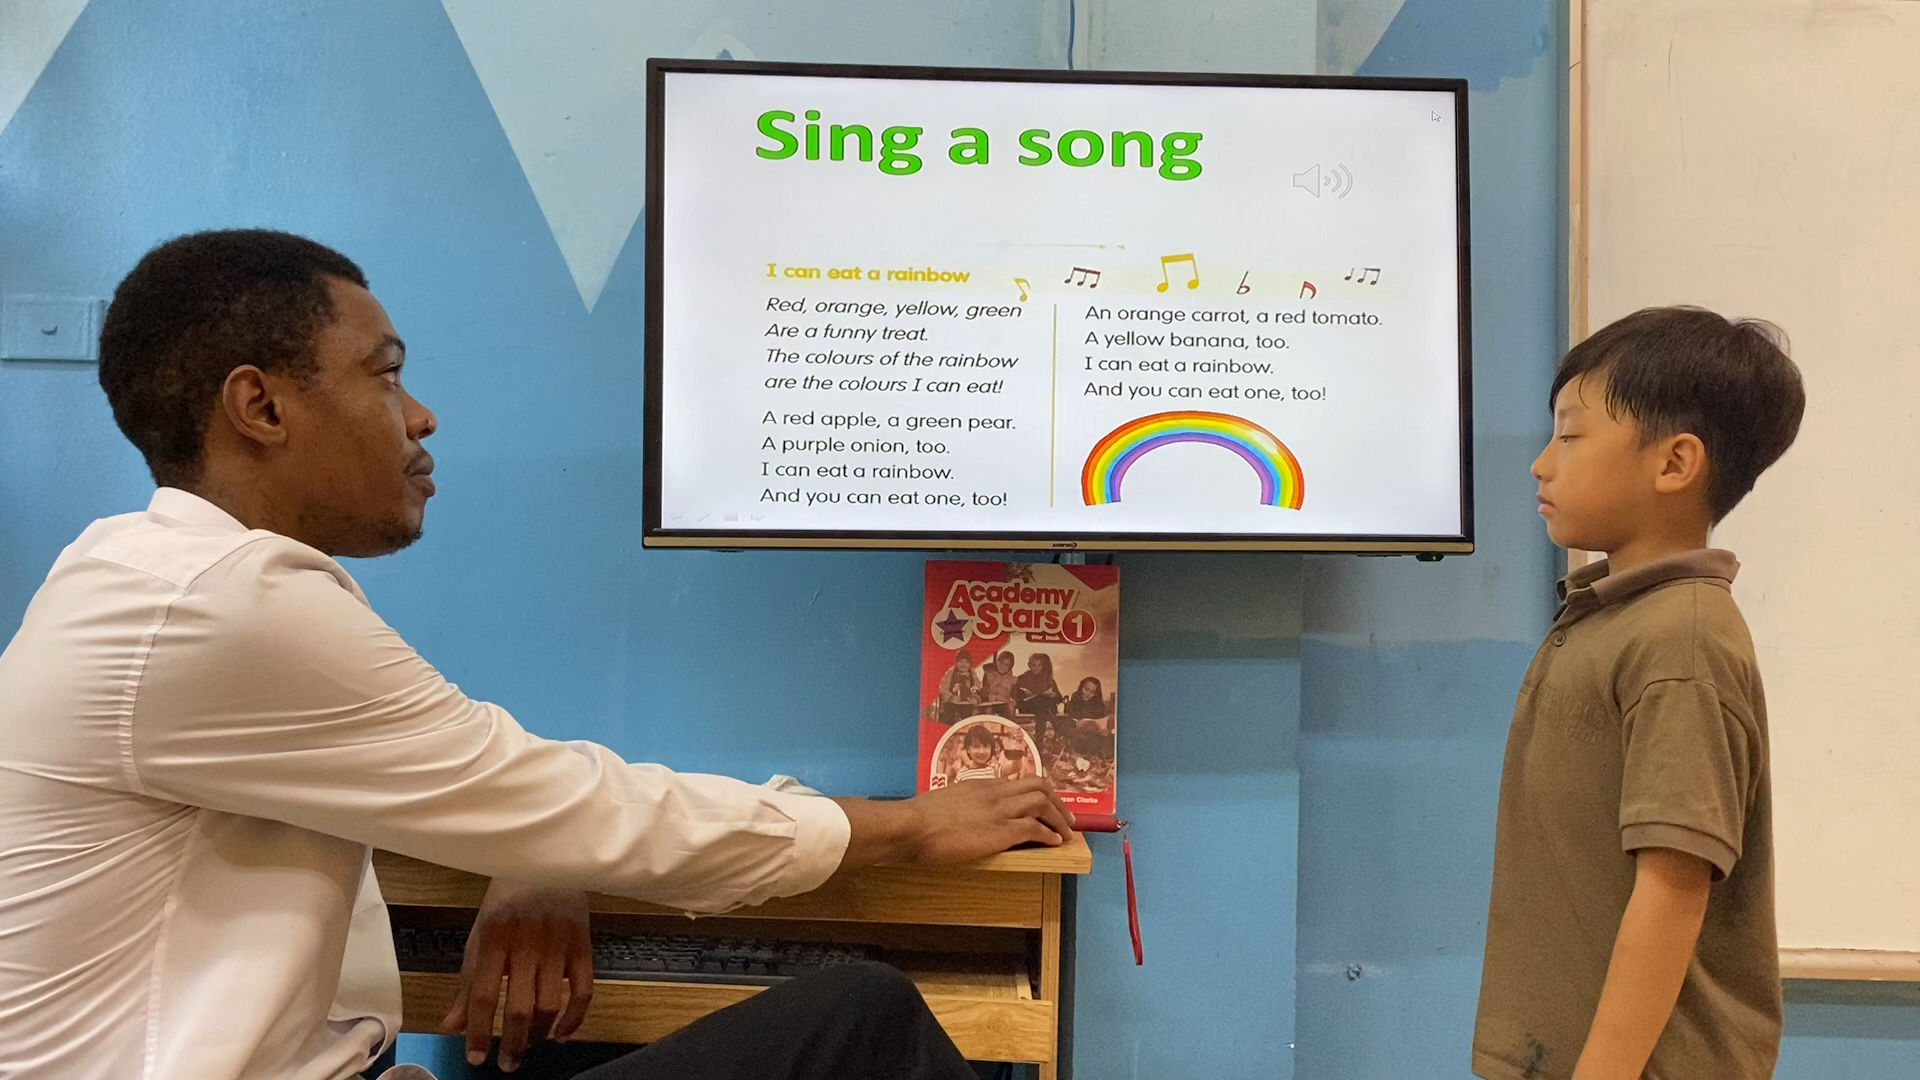 Sing a song
I can eat a rainbow
Red, orange, yellow, green
Are a funny treat.
The colours of the rainbow
are the colours I can eat!
A red apple, a green pear.
A purple onion, too.
I can eat a rainbow.
And you can eat one, too!
An orange carrot, a red tomato.
A yellow banana, too.
I can eat a rainbow.
And you can eat one, too!
Academy
Stars 1
Clarke